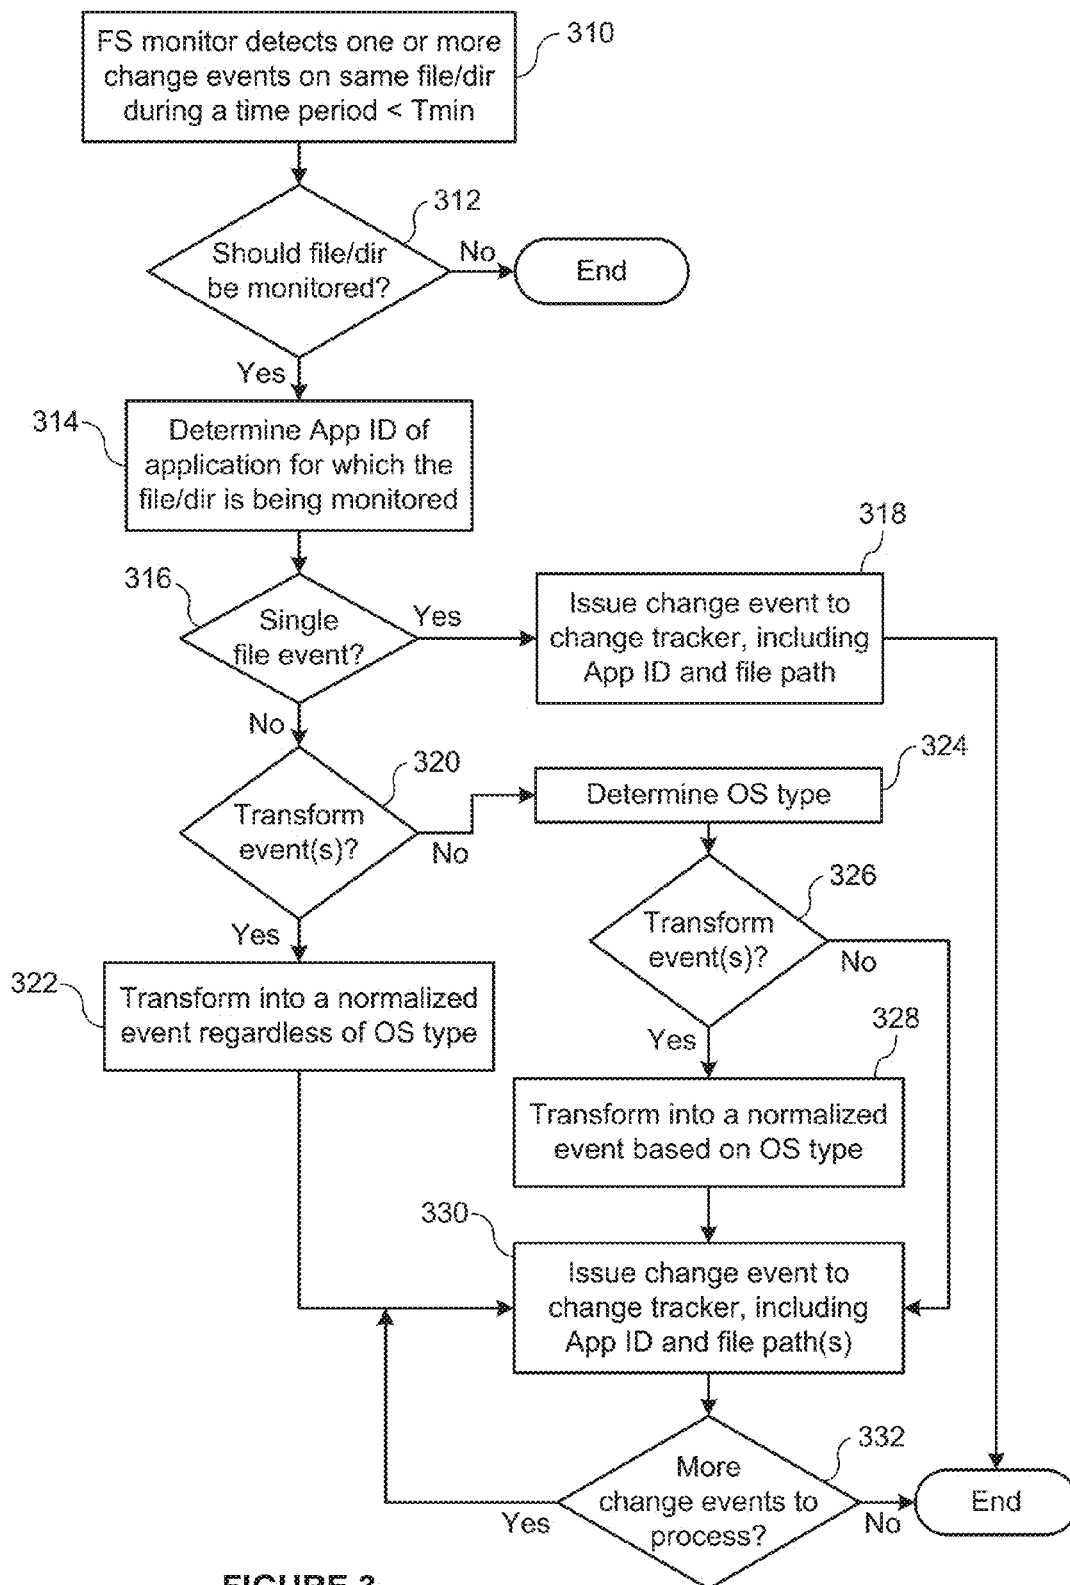 FS monitor detects one or more
change events on same file/dir
during a time period < Tmin
310
312
Should file/dir
be monitored?
No
End
Yes
314
Determine App ID of
application for which the
file/dir is being monitored
318
316
Single
file event?
Yes
Issue change event to
change tracker, including
App ID and file path
No
320
324
Transform
event(s)?
No
Determine OS type
326
Transform
event(s)?
No
Yes
322
Transform into a normalized
event regardless of OS type
328
Yes
Transform into a normalized
event based on OS type
330
Issue change event to
change tracker, including
App ID and file path(s)
332
More
change events to
process?
Yes
No
End
FIGURE 3